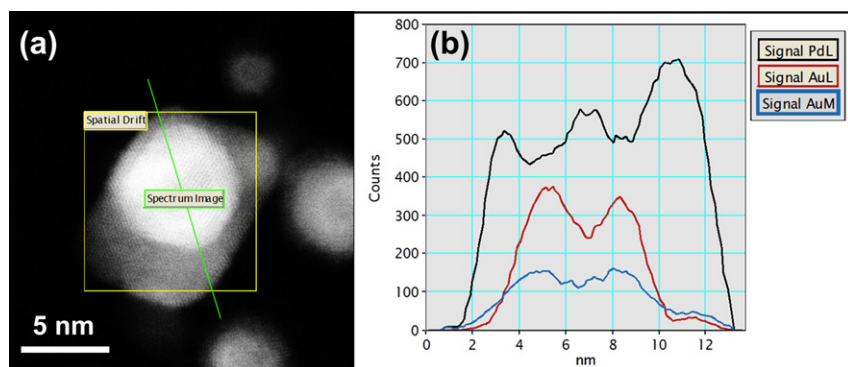 (a)
Spatial Drift
Spectrum Image
5 nm
(b)
800
700
600
500
400
300
200
100
0
Counts
0 2 4 6 8 10 12
nm
Signal PdL
Signal AuL
Signal AuM